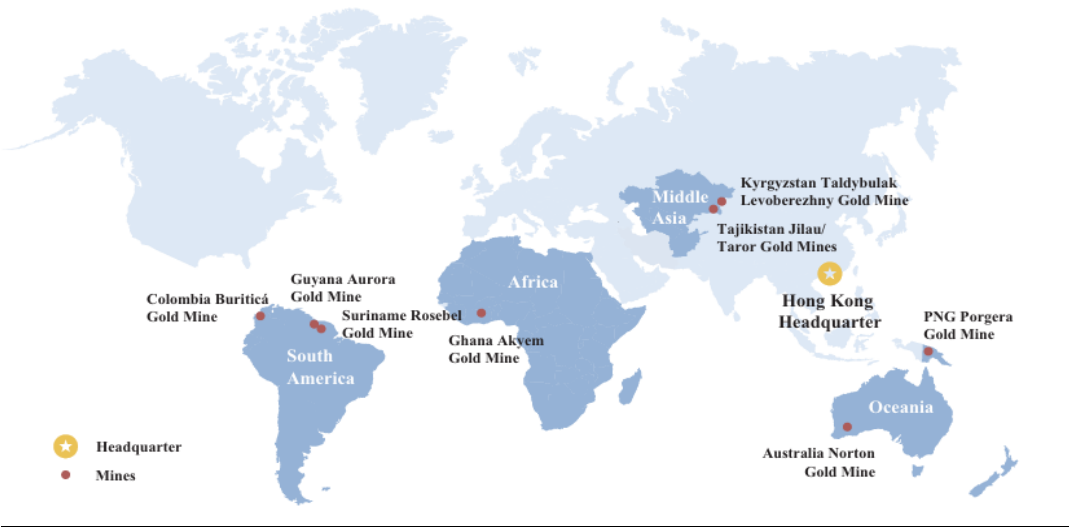 Kyrgyzstan Taldybulak
Levoberezhny Gold Mine
Middle
Asia
Tajikistan Jilau/
Taror Gold Mines
Guyana Aurora
Gold Mine
Africa
Colombia Buriticá
Gold Mine
Suriname Rosebel
Gold Mine
Hong Kong
Headquarter
PNG Porgera
Gold Mine
Ghana Akyem
Gold Mine
South
America
Oceania
Headquarter
Mines
Australia Norton
Gold Mine